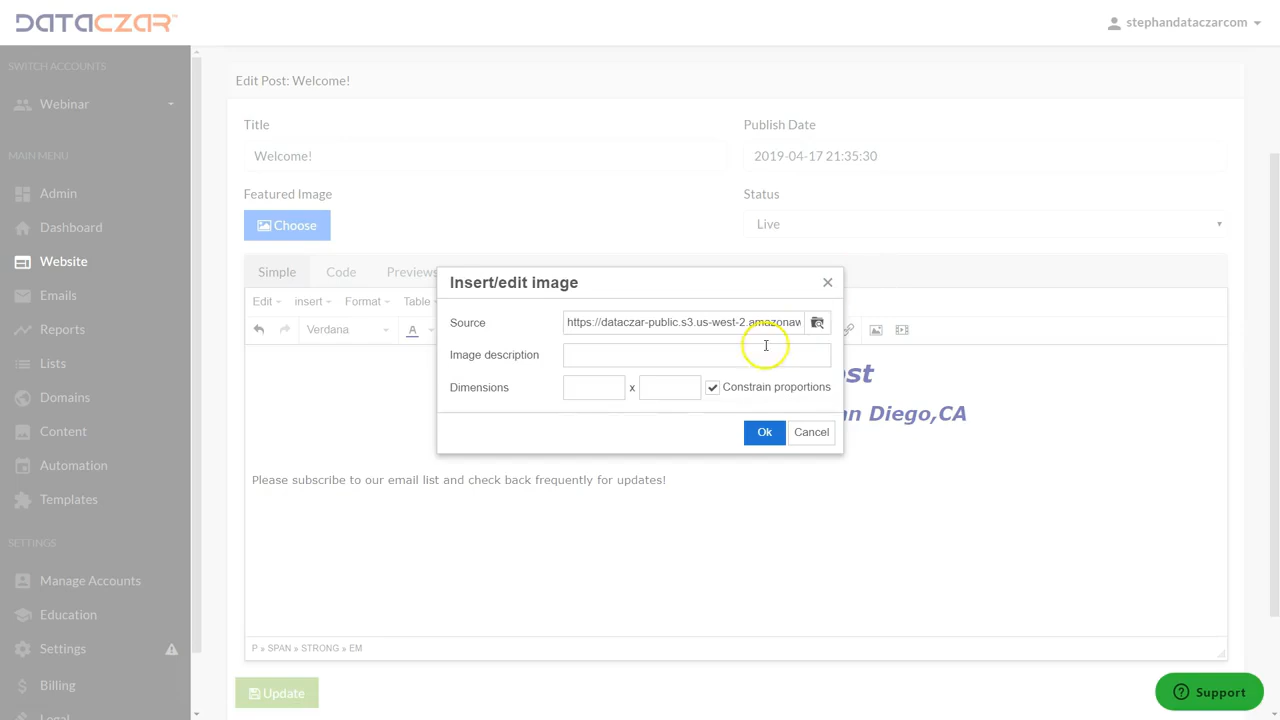 DATACZAR™
stephandataczarcom
SWITCH ACCOUNTS
Webinar
MAIN MENU
Admin
Dashboard
Website
Emails
Reports
Lists
Domains
Content
Automation
Templates
SETTINGS
Manage Accounts
Education
Settings
Billing
Legal
Edit Post: Welcome!
Title
Publish Date
Welcome!
2019-04-17 21:35:30
Featured Image
Status
Choose
Live
Simple
Code
Previews
Edit
insert
Format
Table
Verdana
A
Insert/edit image
Source
https://dataczar-public.s3.us-west-2.amazonaw
Image description
Dimensions
x
Constrain proportions
Ok
Cancel
San Diego,CA
Please subscribe to our email list and check back frequently for updates!
P » SPAN » STRONG » EM
Update
Support